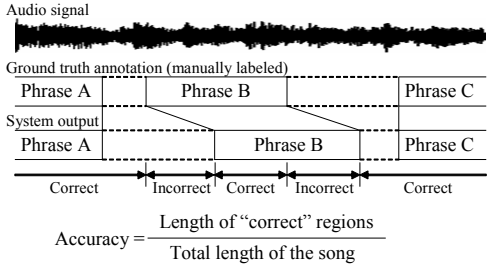 Audio signal
Ground truth annotation (manually labeled)
Phrase A Phrase B Phrase C
System output
Phrase A Phrase B Phrase C
Correct Incorrect Correct Incorrect Correct
Accuracy = Length of “correct” regions
Total length of the song